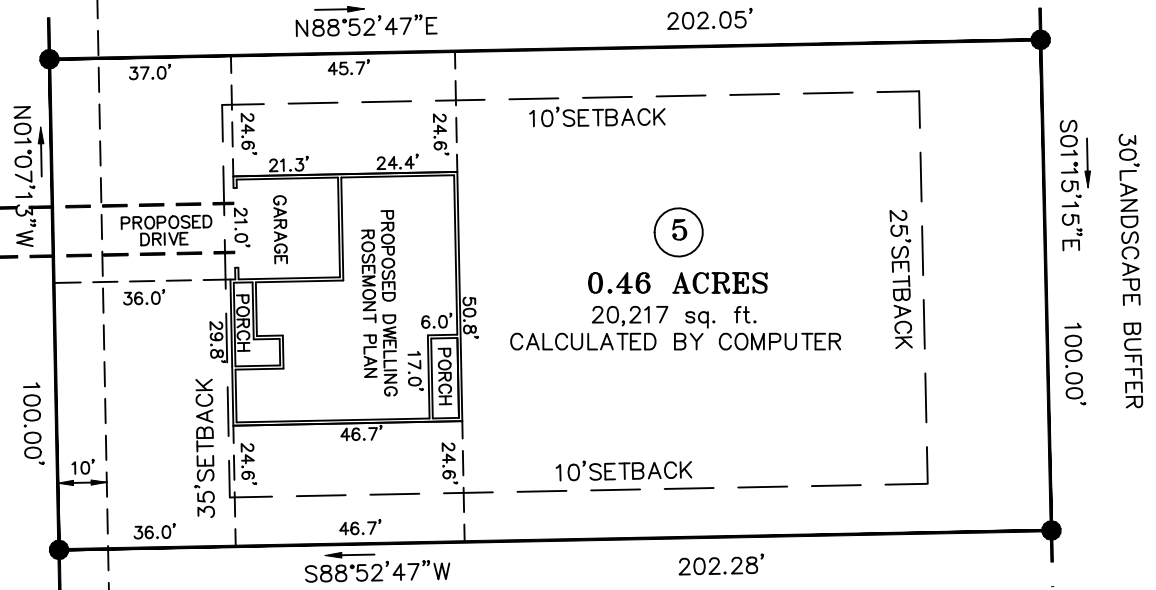 N88°52'47"E
202.05'
37.0'
45.7'
10'SETBACK
24.6'
24.6'
21.3'
24.4'
N01°07'13"W
S01°15'15"E
30'LANDSCAPE BUFFER
PROPOSED
DRIVE
21.0'
GARAGE
PROPOSED DWELLING
ROSEMONT PLAN
5
25'SETBACK
0.46 ACRES
20,217 sq. ft.
CALCULATED BY COMPUTER
36.0'
PORCH
29.8'
50.8'
6.0'
17.0'
PORCH
100.00'
100.00'
35'SETBACK
46.7'
24.6'
24.6'
10'SETBACK
10'
36.0'
46.7'
S88°52'47"W
202.28'